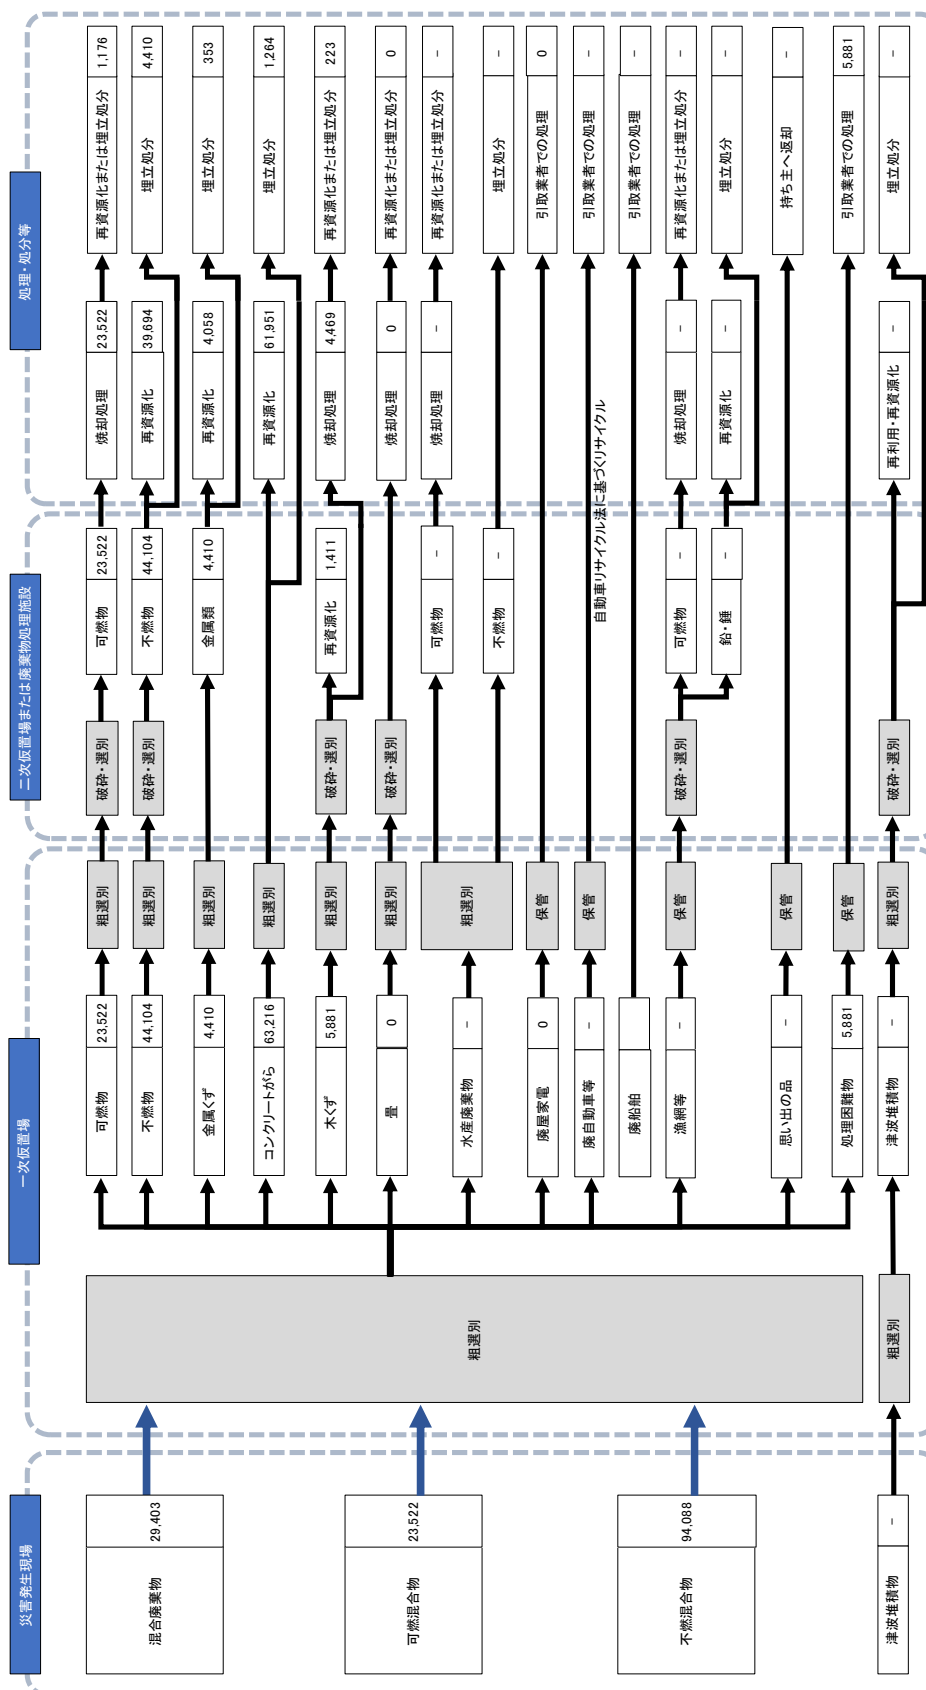 災害発生現場
一次仮置場
二次仮置場または廃棄物処理施設
処理・処分等
混合廃棄物
29,403
可燃混合物
23,522
不燃混合物
94,088
津波堆積物
-
粗選別
粗選別
可燃物
23,522
粗選別
破砕・選別
可燃物
23,522
焼却処理
23,522
再資源化または埋立処分
1,176
不燃物
44,104
粗選別
破砕・選別
不燃物
44,104
再資源化
39,694
埋立処分
4,410
金属くず
4,410
粗選別
金属類
4,410
再資源化
4,058
埋立処分
353
コンクリートがら
63,216
粗選別
再資源化
61,951
埋立処分
1,264
木くず
5,881
粗選別
破砕・選別
再資源化
1,411
焼却処理
4,469
再資源化または埋立処分
223
畳
0
粗選別
破砕・選別
焼却処理
0
再資源化または埋立処分
0
水産廃棄物
-
粗選別
可燃物
-
焼却処理
-
再資源化または埋立処分
-
不燃物
-
埋立処分
-
廃屋家電
0
保管
引取業者での処理
0
廃自動車等
-
保管
引取業者での処理
-
自動車リサイクル法に基づくリサイクル
廃船舶
引取業者での処理
-
漁網等
-
保管
破砕・選別
可燃物
-
焼却処理
-
再資源化または埋立処分
-
鉛・錘
-
再資源化
-
埋立処分
-
思い出の品
-
保管
持ち主へ返却
-
処理困難物
5,881
保管
引取業者での処理
5,881
津波堆積物
-
粗選別
破砕・選別
再利用・再資源化
-
埋立処分
-